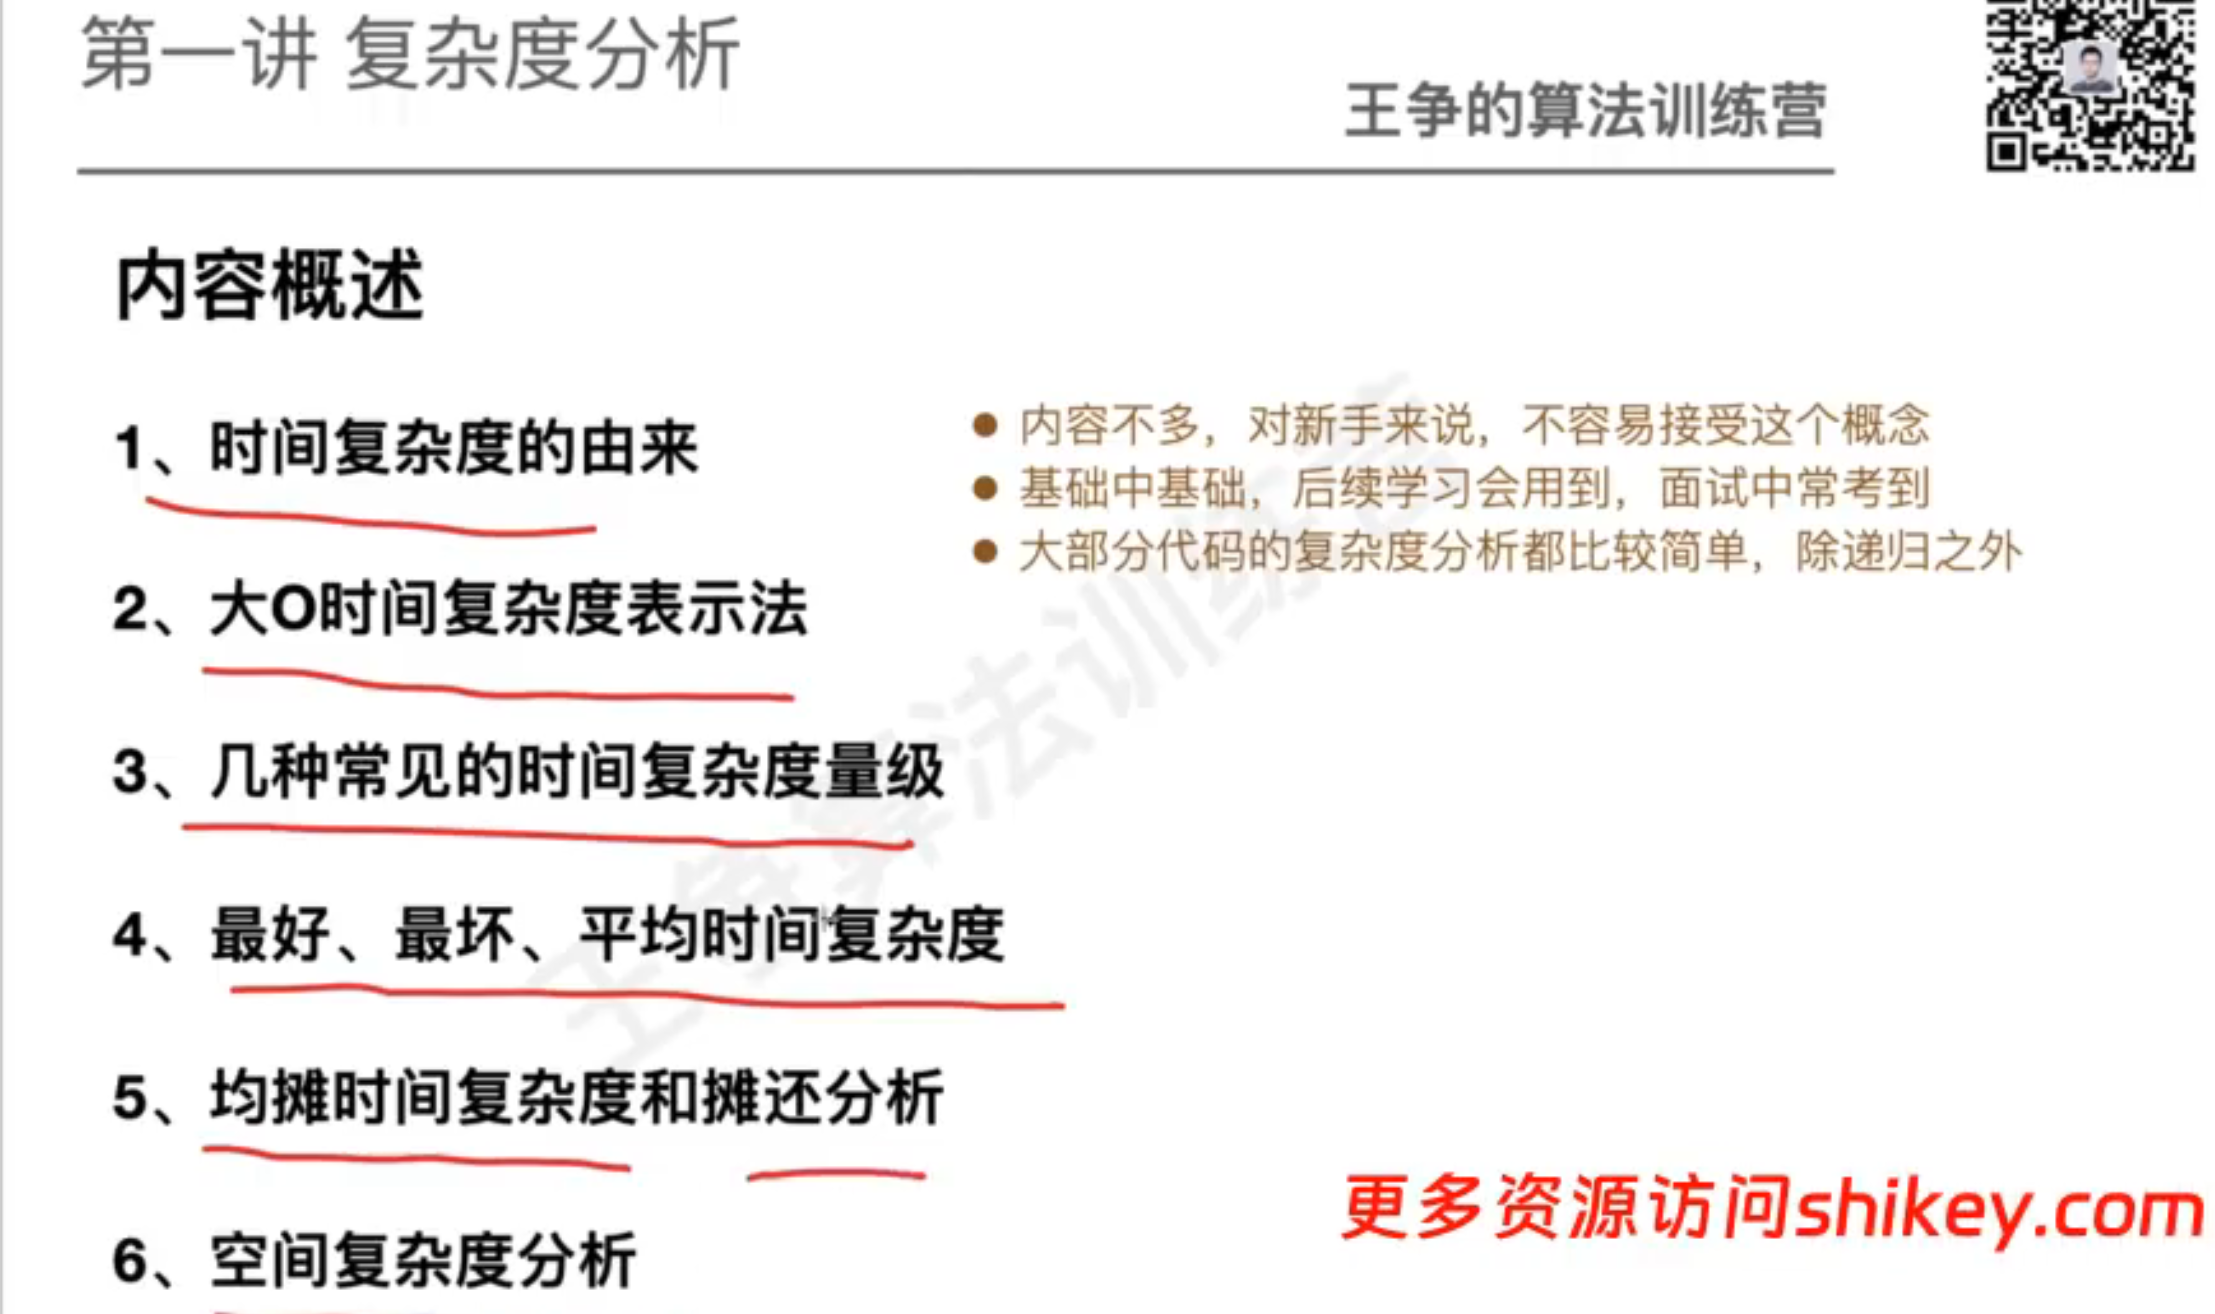 第一讲 复杂度分析
王争的算法训练营
内容概述
1、时间复杂度的由来
2、大O时间复杂度表示法
3、几种常见的时间复杂度量级
4、最好、最坏、平均时间复杂度
5、均摊时间复杂度和摊还分析
6、空间复杂度分析
● 内容不多，对新手来说，不容易接受这个概念
● 基础中基础，后续学习会用到，面试中常考到
● 大部分代码的复杂度分析都比较简单，除递归之外
王争算法训练营
更多资源访问shikey.com